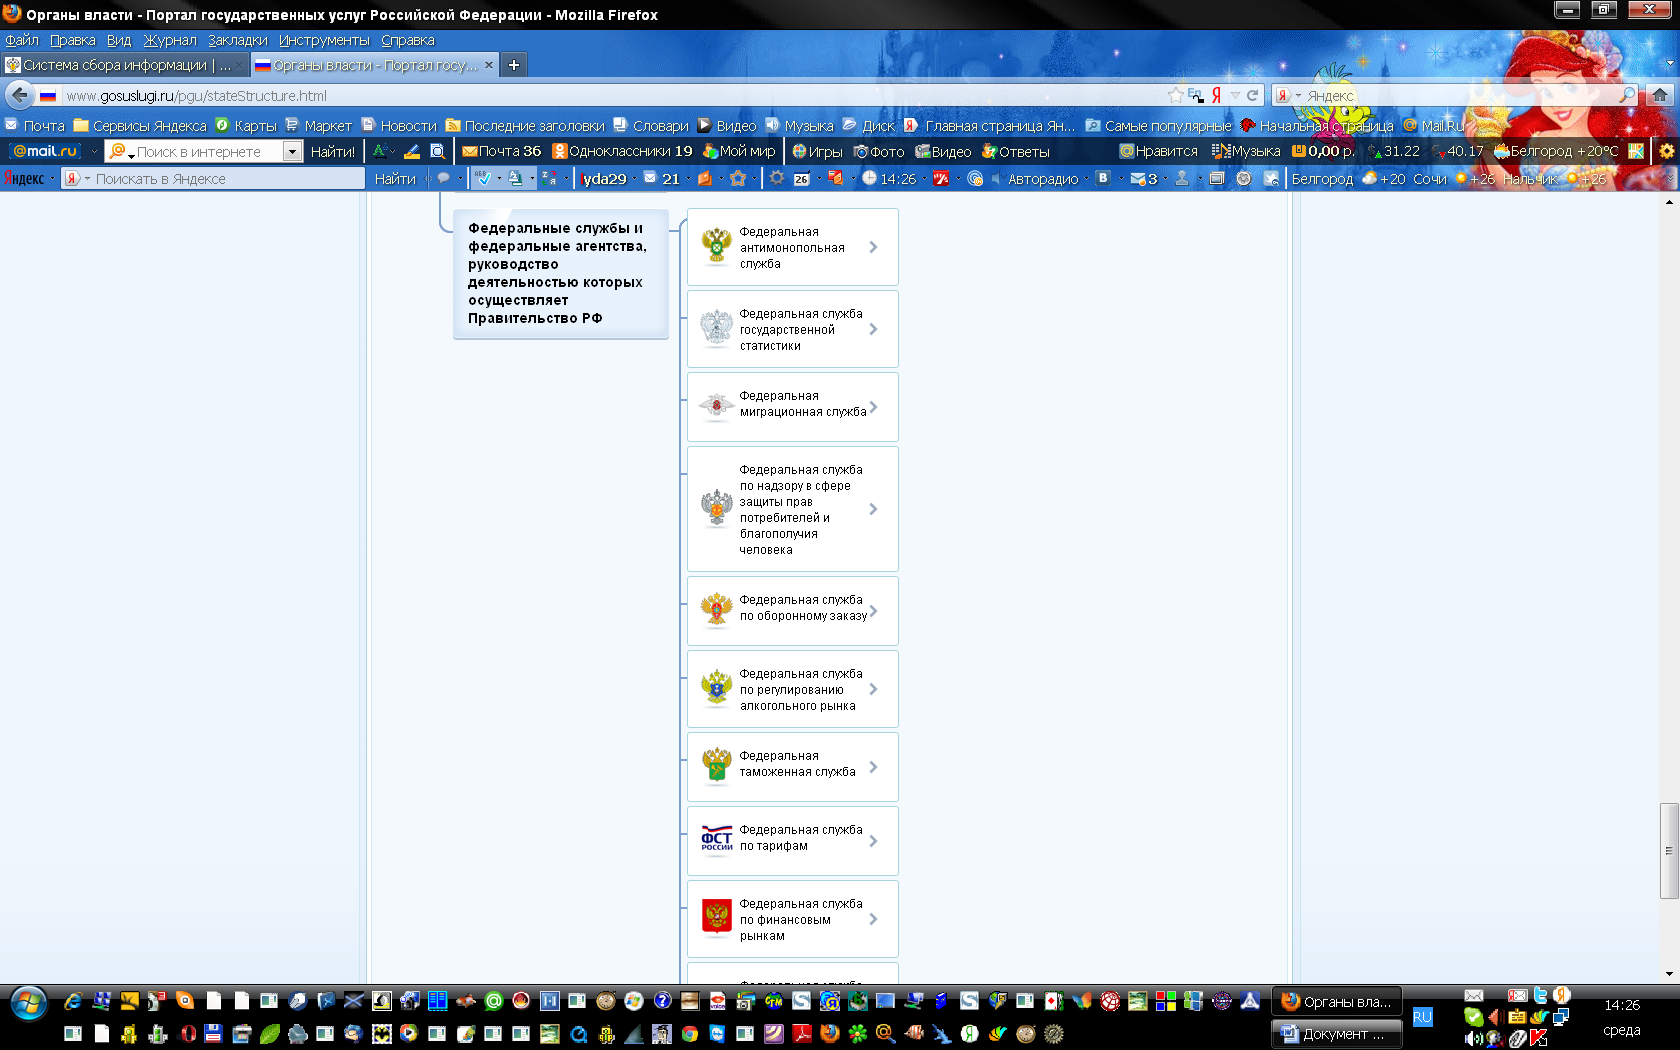 Органы власти - Портал государственных услуг Российской Федерации - Mozilla Firefox
Файл Правка Вид Журнал Закладки Инструменты Справка
Система сбора информации | ... Органы власти - Портал госу... × +
www.gosuslugi.ru/pgu/stateStructure.html Яндекс
Почта Сервисы Яндекса Карты Маркет Новости Последние заголовки Словари Видео Музыка Диск Главная страница Ян... Самые популярные Начальная страница Mail.Ru
@mail.ru Поиск в интернете Найти! Почта 36 Одноклассники 19 Мой мир Игры Фото Видео Ответы Нравится Музыка 0,00 р. 31.22 40.17 Белгород +20°C
Яндекс Поискать в Яндексе Найти lyda29 21 26 14:26 Авторадио В 3 Белгород +20 Сочи +26 Нальчик +26
Федеральные службы и
федеральные агентства,
руководство
деятельностью которых
осуществляет
Правительство РФ
Федеральная
антимонопольная
служба
Федеральная служба
государственной
статистики
Федеральная
миграционная служба
Федеральная служба
по надзору в сфере
защиты прав
потребителей и
благополучия
человека
Федеральная служба
по оборонному заказу
Федеральная служба
по регулированию
алкогольного рынка
Федеральная
таможенная служба
ФСТ
РОССИИ
Федеральная служба
по тарифам
Федеральная служба
по финансовым
рынкам
Органы вла...
Документ ...
RU
14:26
среда